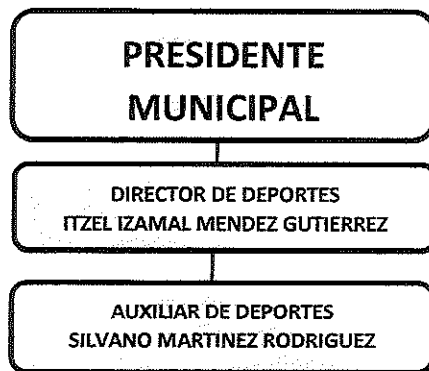 PRESIDENTE
MUNICIPAL
DIRECTOR DE DEPORTES
ITZEL IZAMAL MENDEZ GUTIERREZ
AUXILIAR DE DEPORTES
SILVANO MARTINEZ RODRIGUEZ